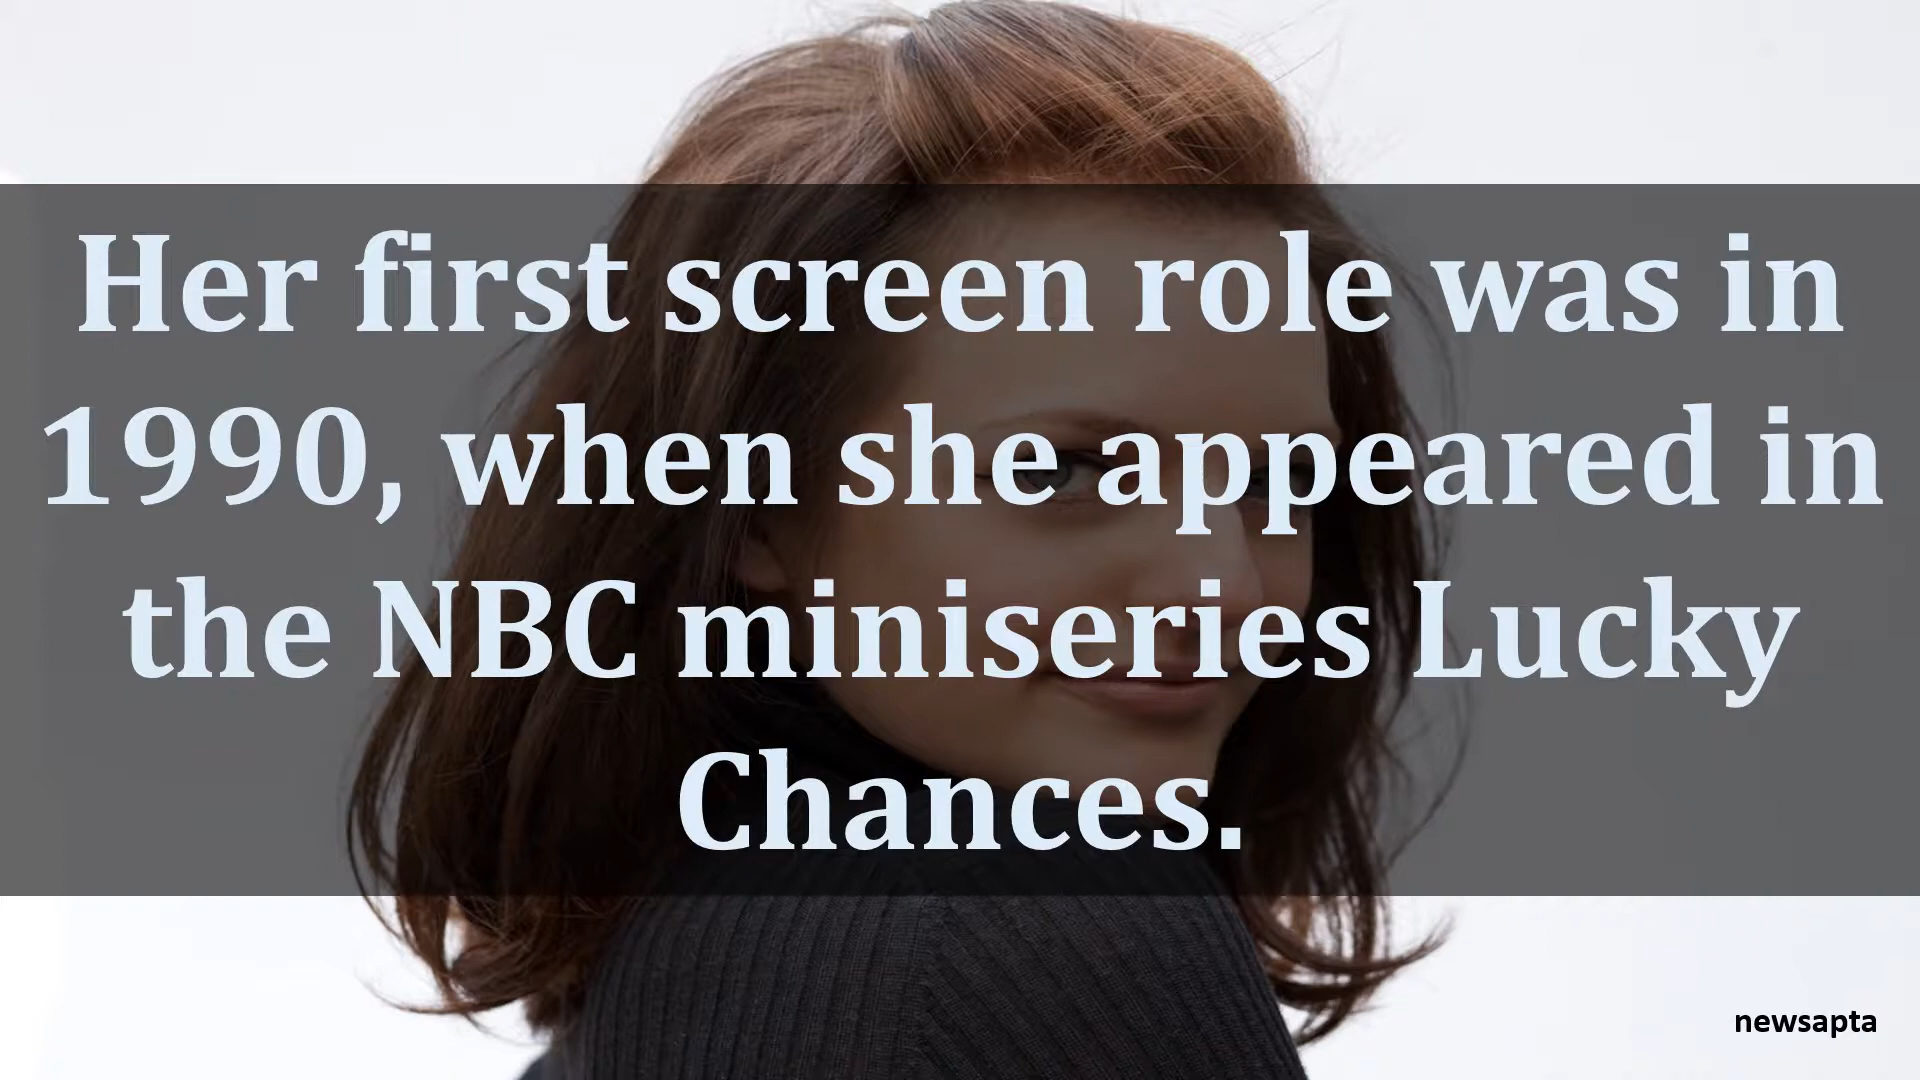 Her first screen role was in
1990, when she appeared in
the NBC miniseries Lucky
Chances.
newsapta